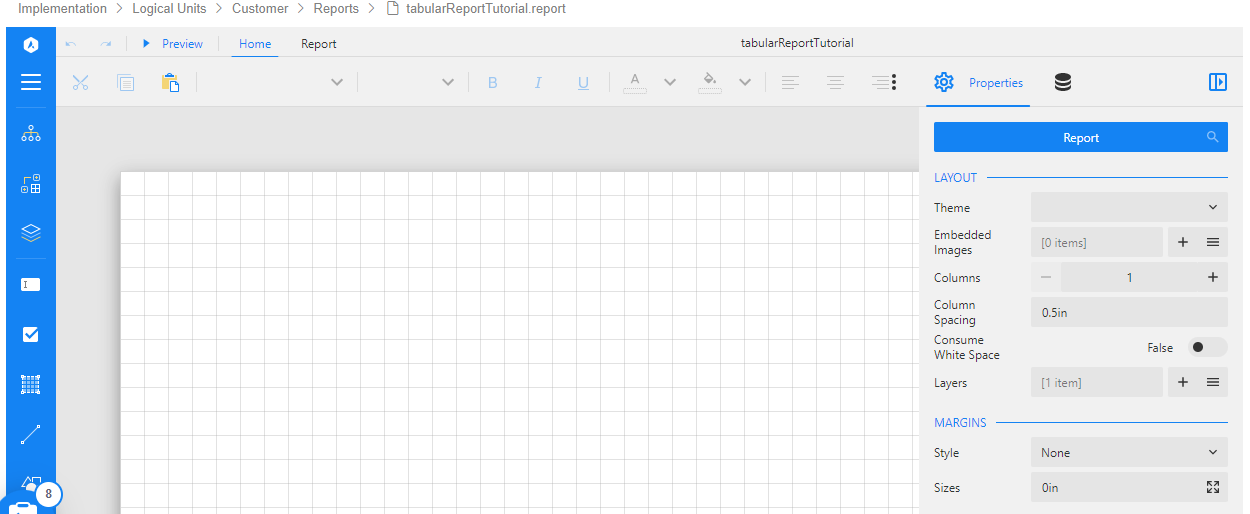 Implementation > Logical Units > Customer > Reports > tabularReportTutorial.report
Preview Home Report tabularReportTutorial
B I U A Properties
Report
LAYOUT
Theme
Embedded Images [0 items]
Columns 1
Column Spacing 0.5in
Consume White Space False
Layers [1 item]
MARGINS
Style None
Sizes 0in
8